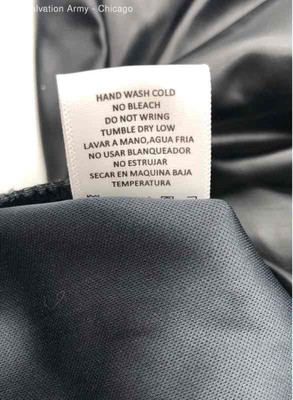 lvation Army - Chicago
HAND WASH COLD
NO BLEACH
DO NOT WRING
TUMBLE DRY LOW
LAVAR A MANO,AGUA FRIA
NO USAR BLANQUEADOR
NO ESTRUJAR
SECAR EN MAQUINA BAJA
TEMPERATURA